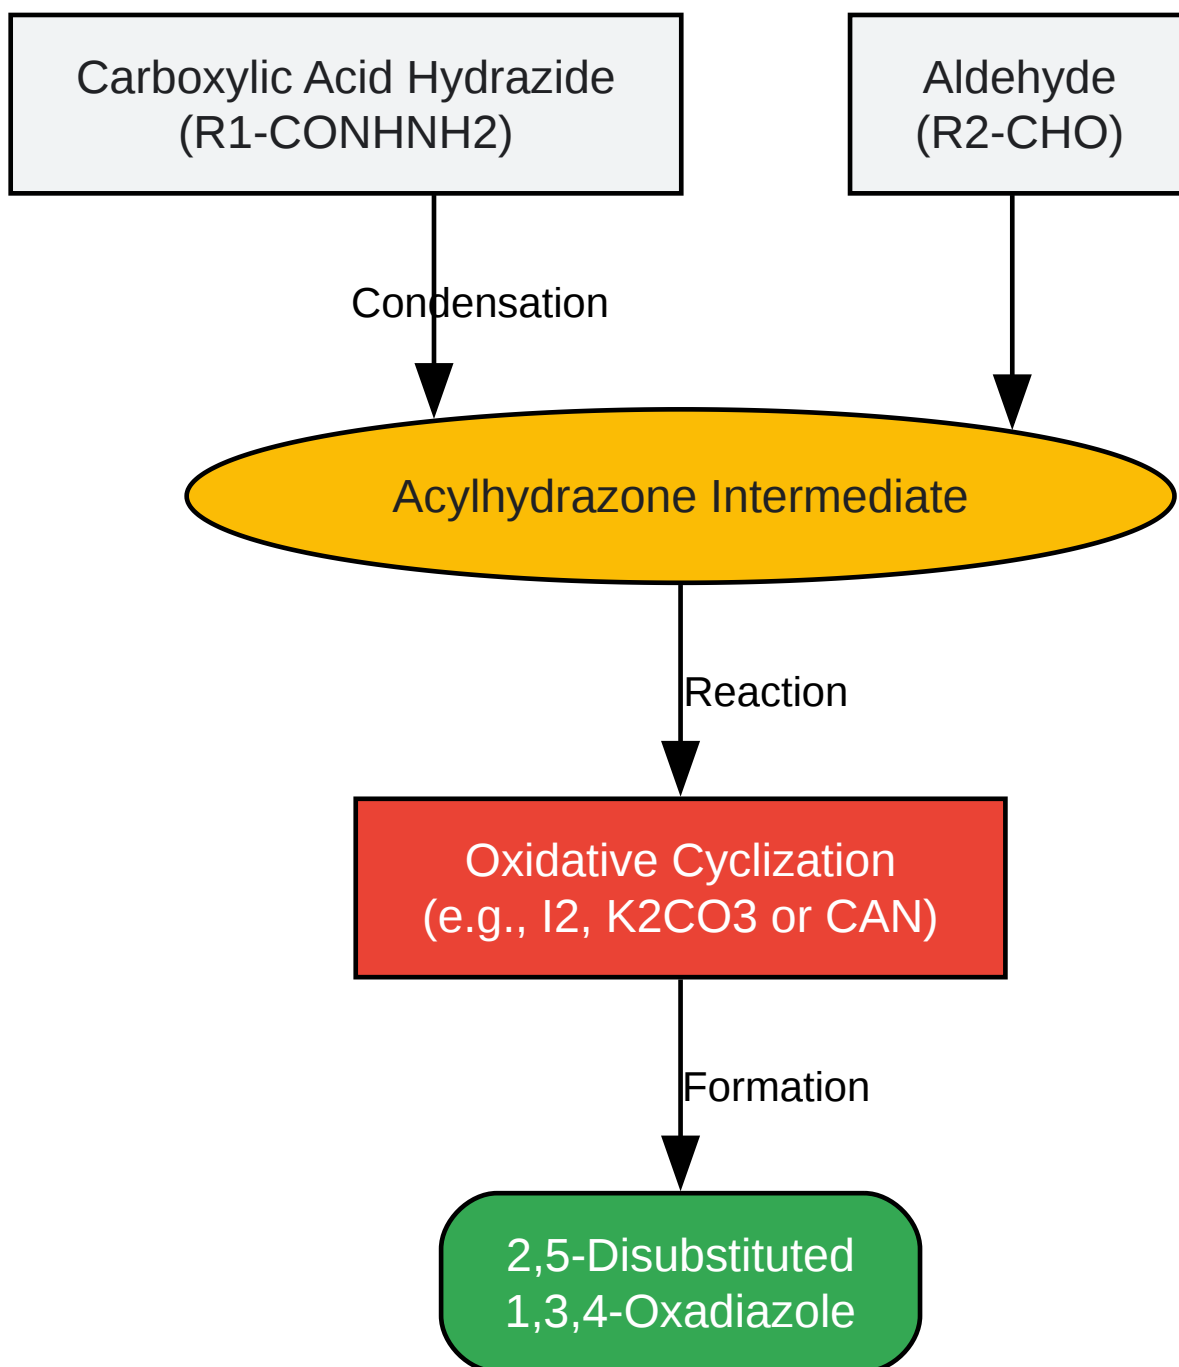 Carboxylic Acid Hydrazide
(R1-CONHNH2)
Aldehyde
(R2-CHO)
Condensation
Acylhydrazone Intermediate
Reaction
Oxidative Cyclization
(e.g., I2, K2CO3 or CAN)
Formation
2,5-Disubstituted
1,3,4-Oxadiazole